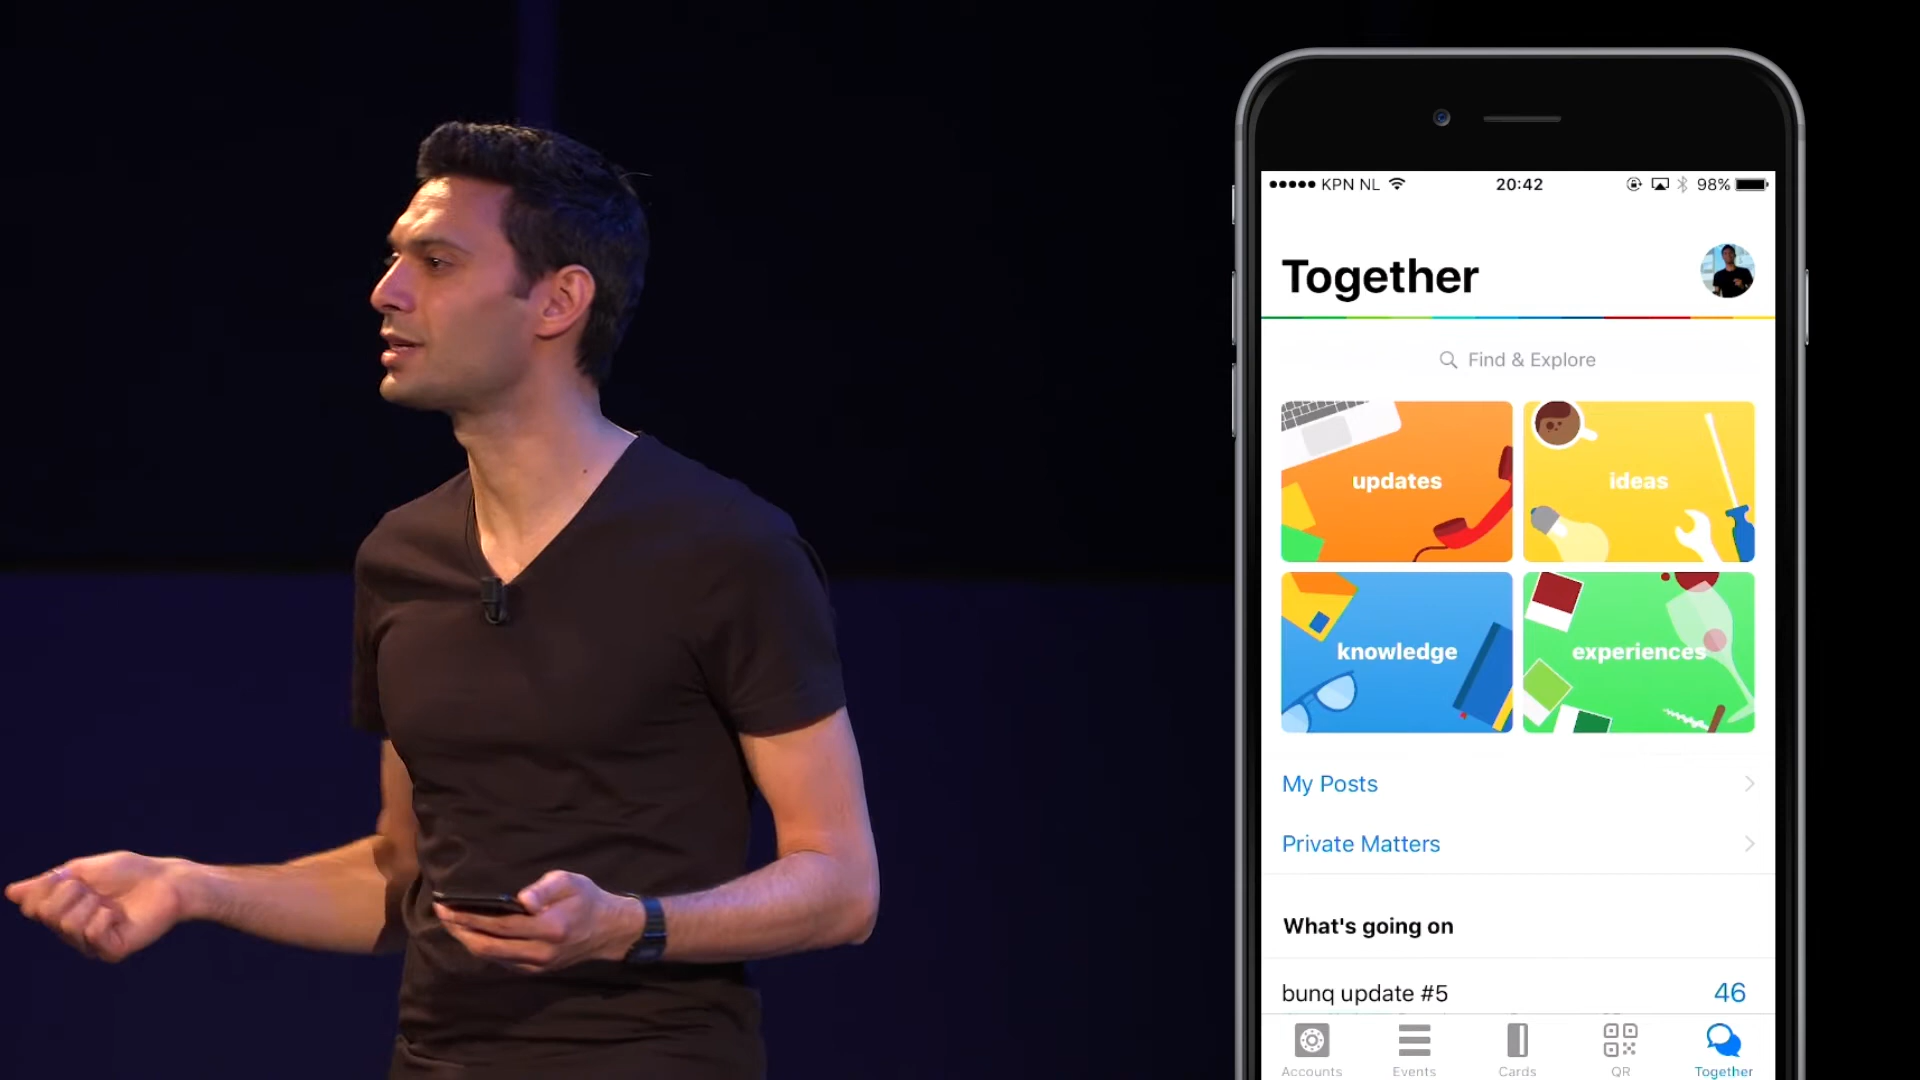 KPN NL
20:42
98%
Together
Find & Explore
updates
ideas
knowledge
experiences
My Posts
Private Matters
What's going on
bunq update #5
46
Accounts
Events
Cards
QR
Together